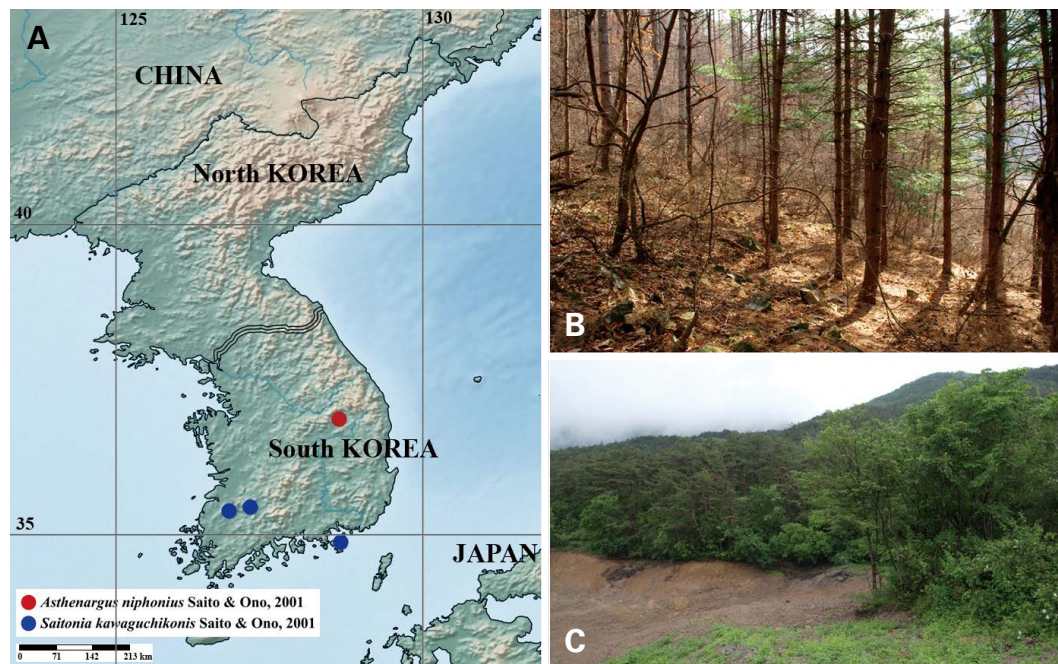 A
125
130
CHINA
North KOREA
40
South KOREA
35
JAPAN
Asthenargus niphonius Saito & Ono, 2001
Saitonia kawaguchikonis Saito & Ono, 2001
0 71 142 213 km
B
C